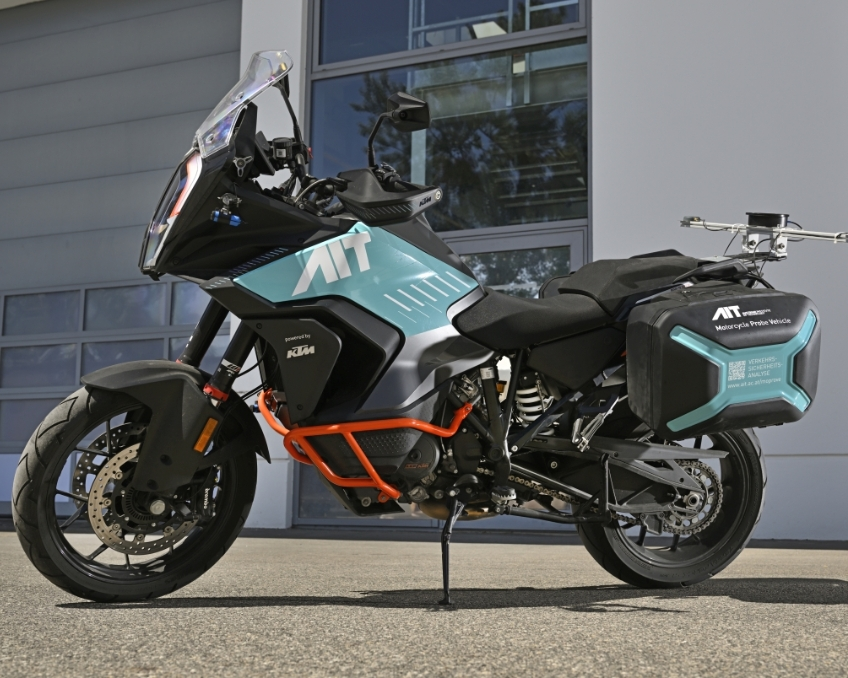 KTM
AIT
powered by
KTM
AIT
Motorcycle Probe Vehicle
VERKEHRS
SICHERHEITS
ANALYSE